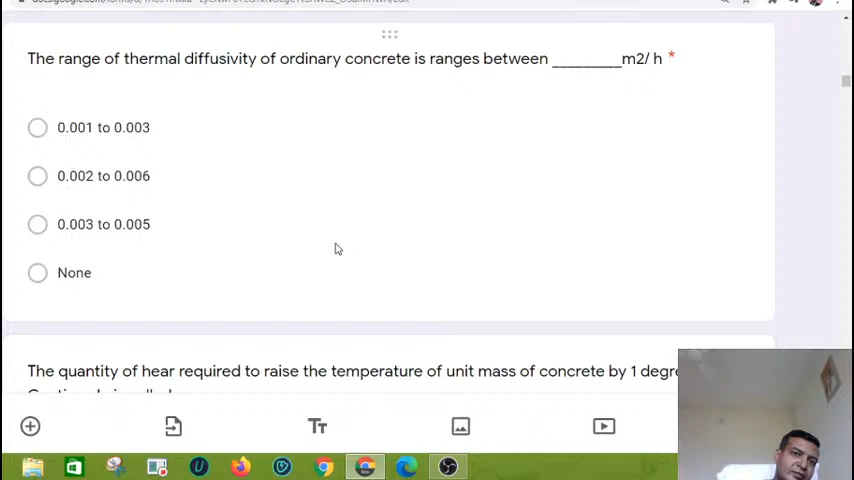 The range of thermal diffusivity of ordinary concrete is ranges between _________m2/ h *
0.001 to 0.003
0.002 to 0.006
0.003 to 0.005
None
The quantity of hear required to raise the temperature of unit mass of concrete by 1 degre